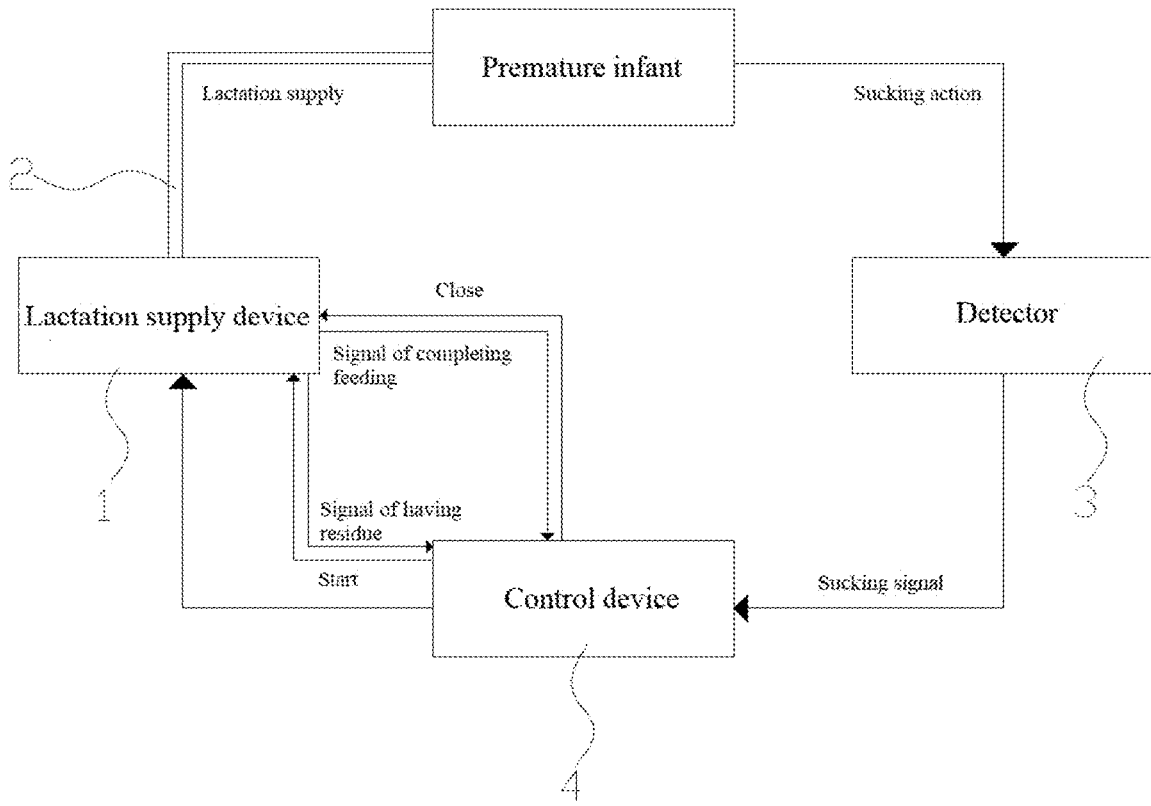 Premature infant
Lactation supply
Sucking action
2
Lactation supply device
Close
Detector
Signal of completing
feeding
1
Signal of having
residue
3
Start
Control device
Sucking signal
4